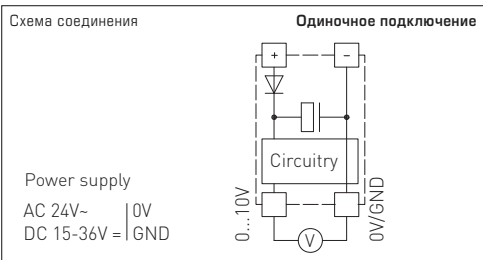 Схема соединения
Одиночное подключение
+ −
Circuitry
Power supply
AC 24V~ | 0V
DC 15-36V = | GND
0...10V
0V/GND
V